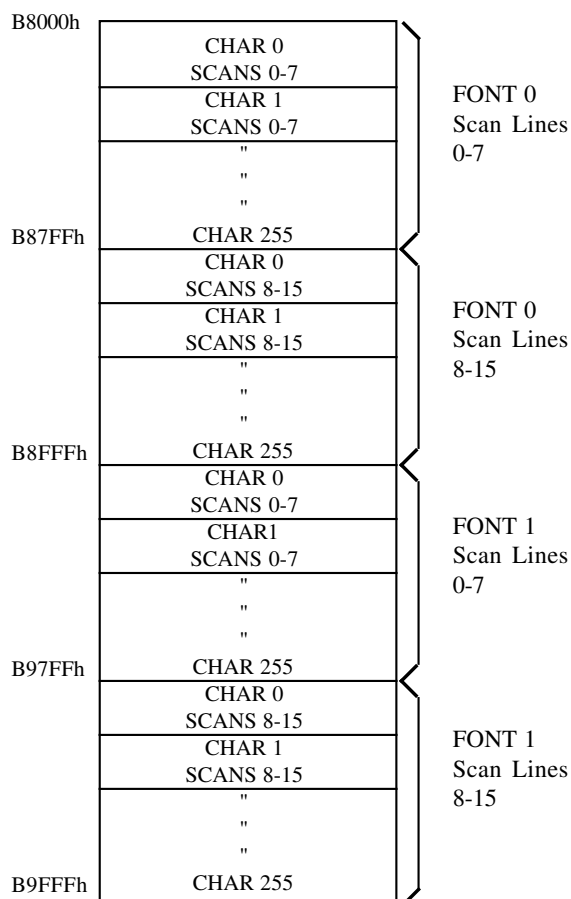 B8000h
CHAR 0
SCANS 0-7
CHAR 1
SCANS 0-7
"
"
"
FONT 0
Scan Lines
0-7
B87FFh
CHAR 255
CHAR 0
SCANS 8-15
CHAR 1
SCANS 8-15
"
"
"
FONT 0
Scan Lines
8-15
B8FFFh
CHAR 255
CHAR 0
SCANS 0-7
CHAR1
SCANS 0-7
"
"
"
FONT 1
Scan Lines
0-7
B97FFh
CHAR 255
CHAR 0
SCANS 8-15
CHAR 1
SCANS 8-15
"
"
"
FONT 1
Scan Lines
8-15
B9FFFh
CHAR 255